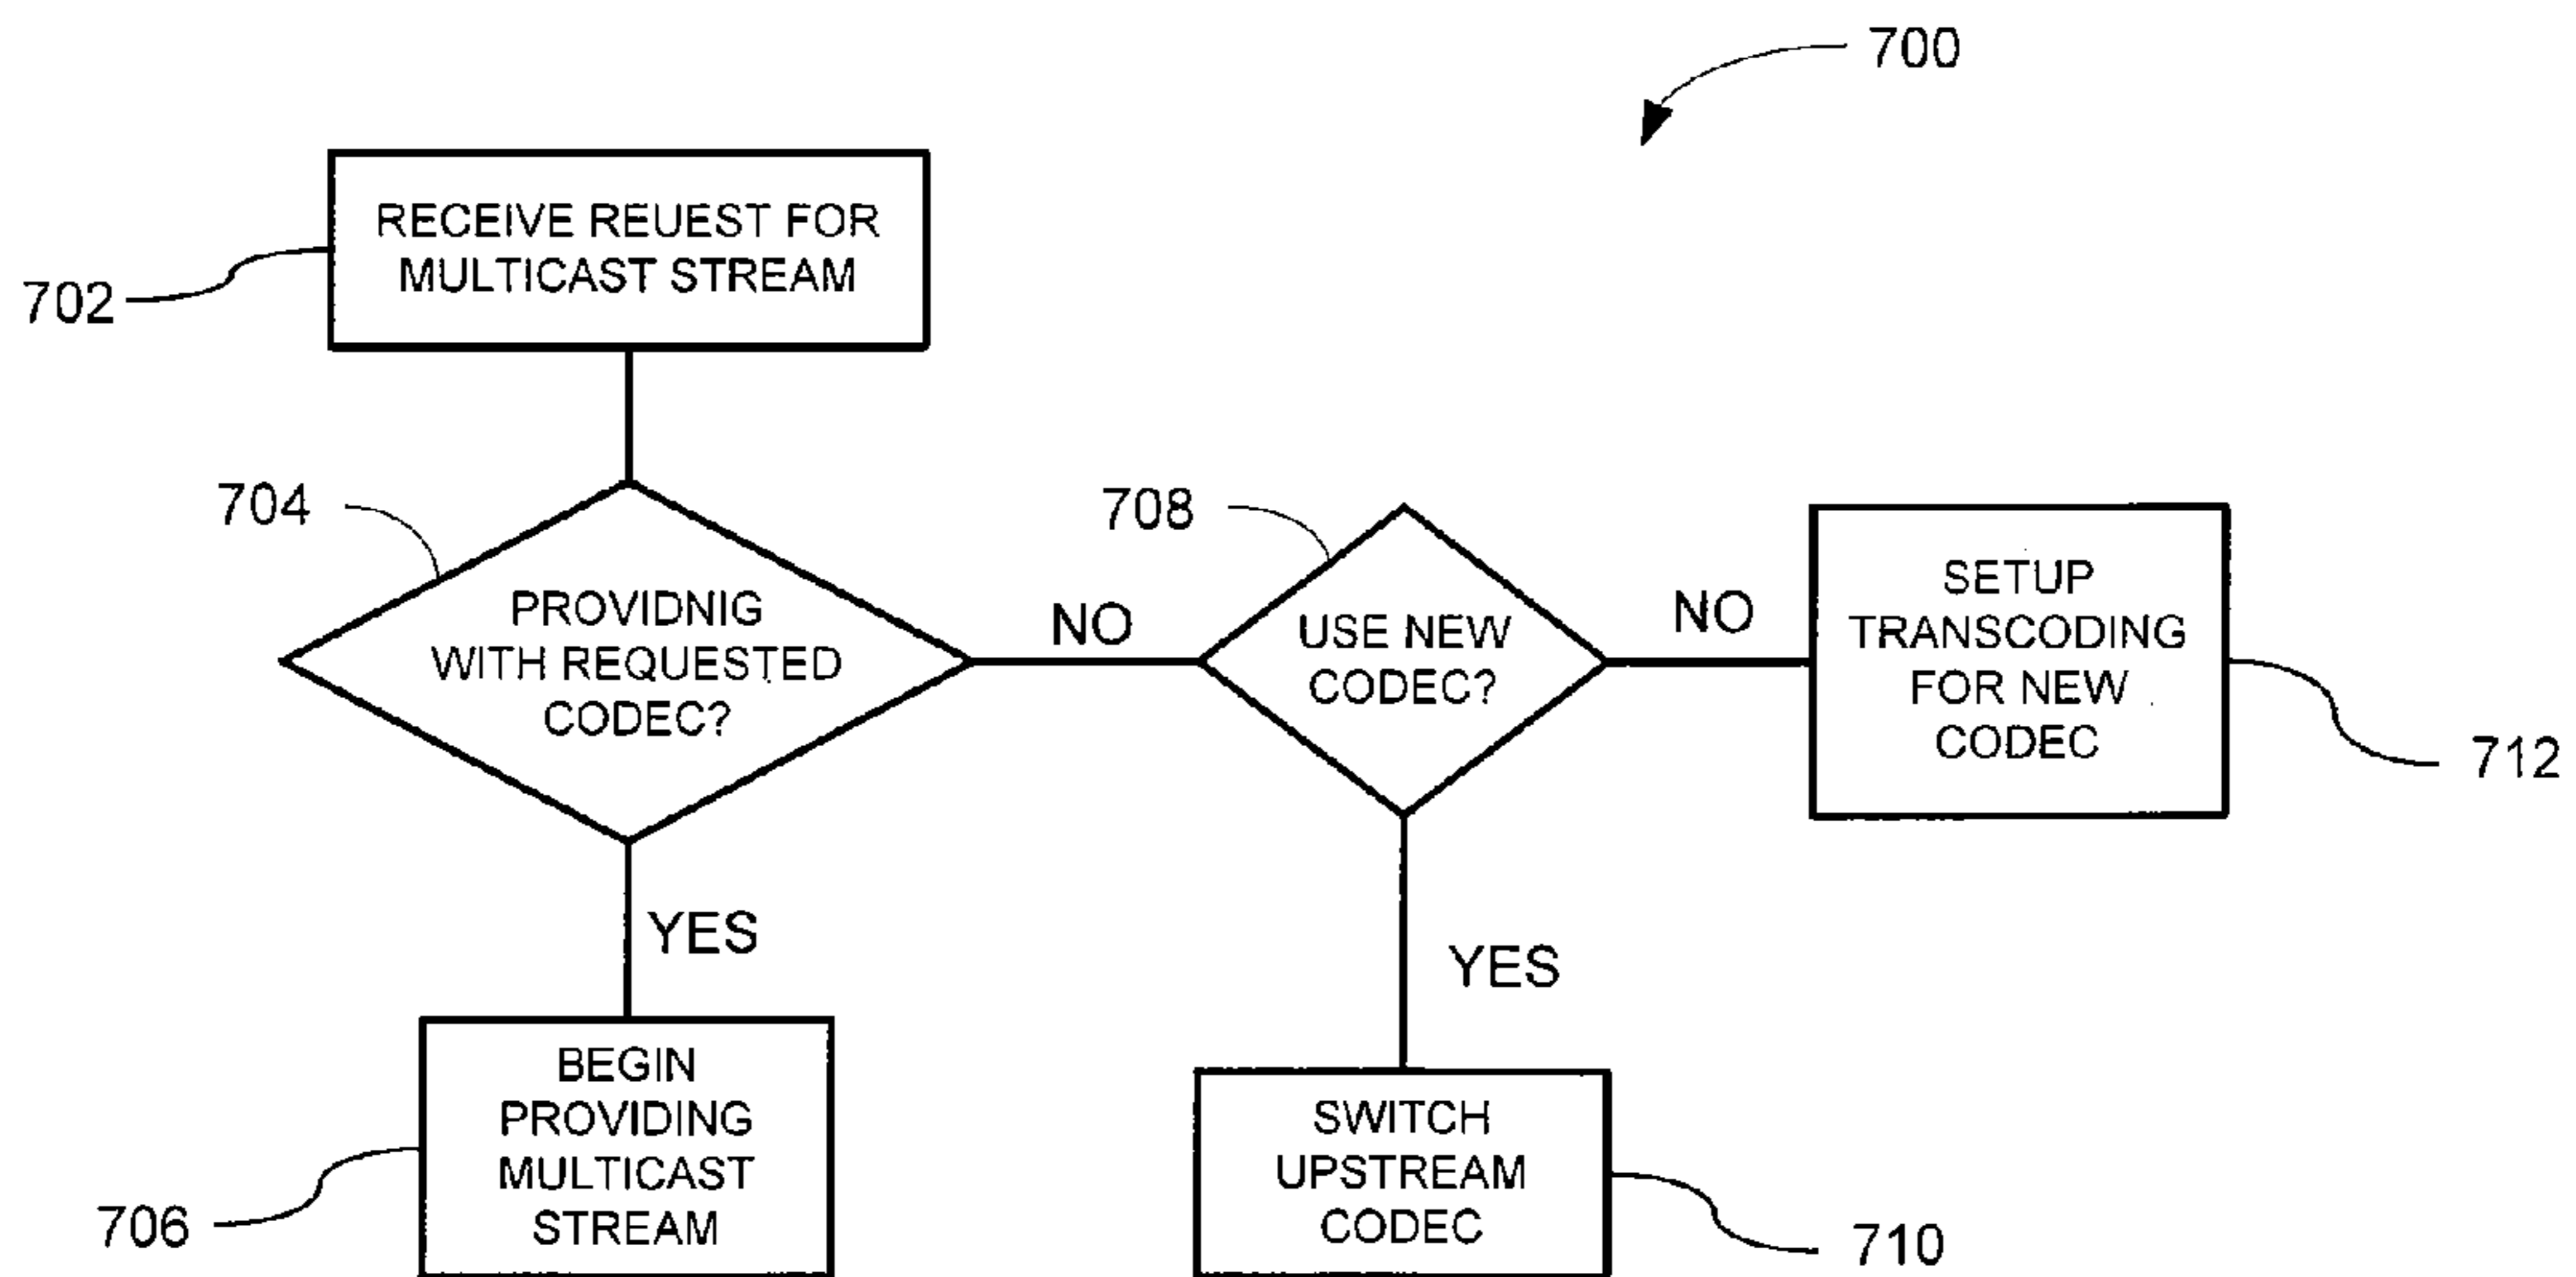 700
RECEIVE REUEST FOR
MULTICAST STREAM
702
704
PROVIDNIG
WITH REQUESTED
CODEC?
NO
708
USE NEW
CODEC?
NO
SETUP
TRANSCODING
FOR NEW
CODEC
712
YES
BEGIN
PROVIDING
MULTICAST
STREAM
706
YES
SWITCH
UPSTREAM
CODEC
710